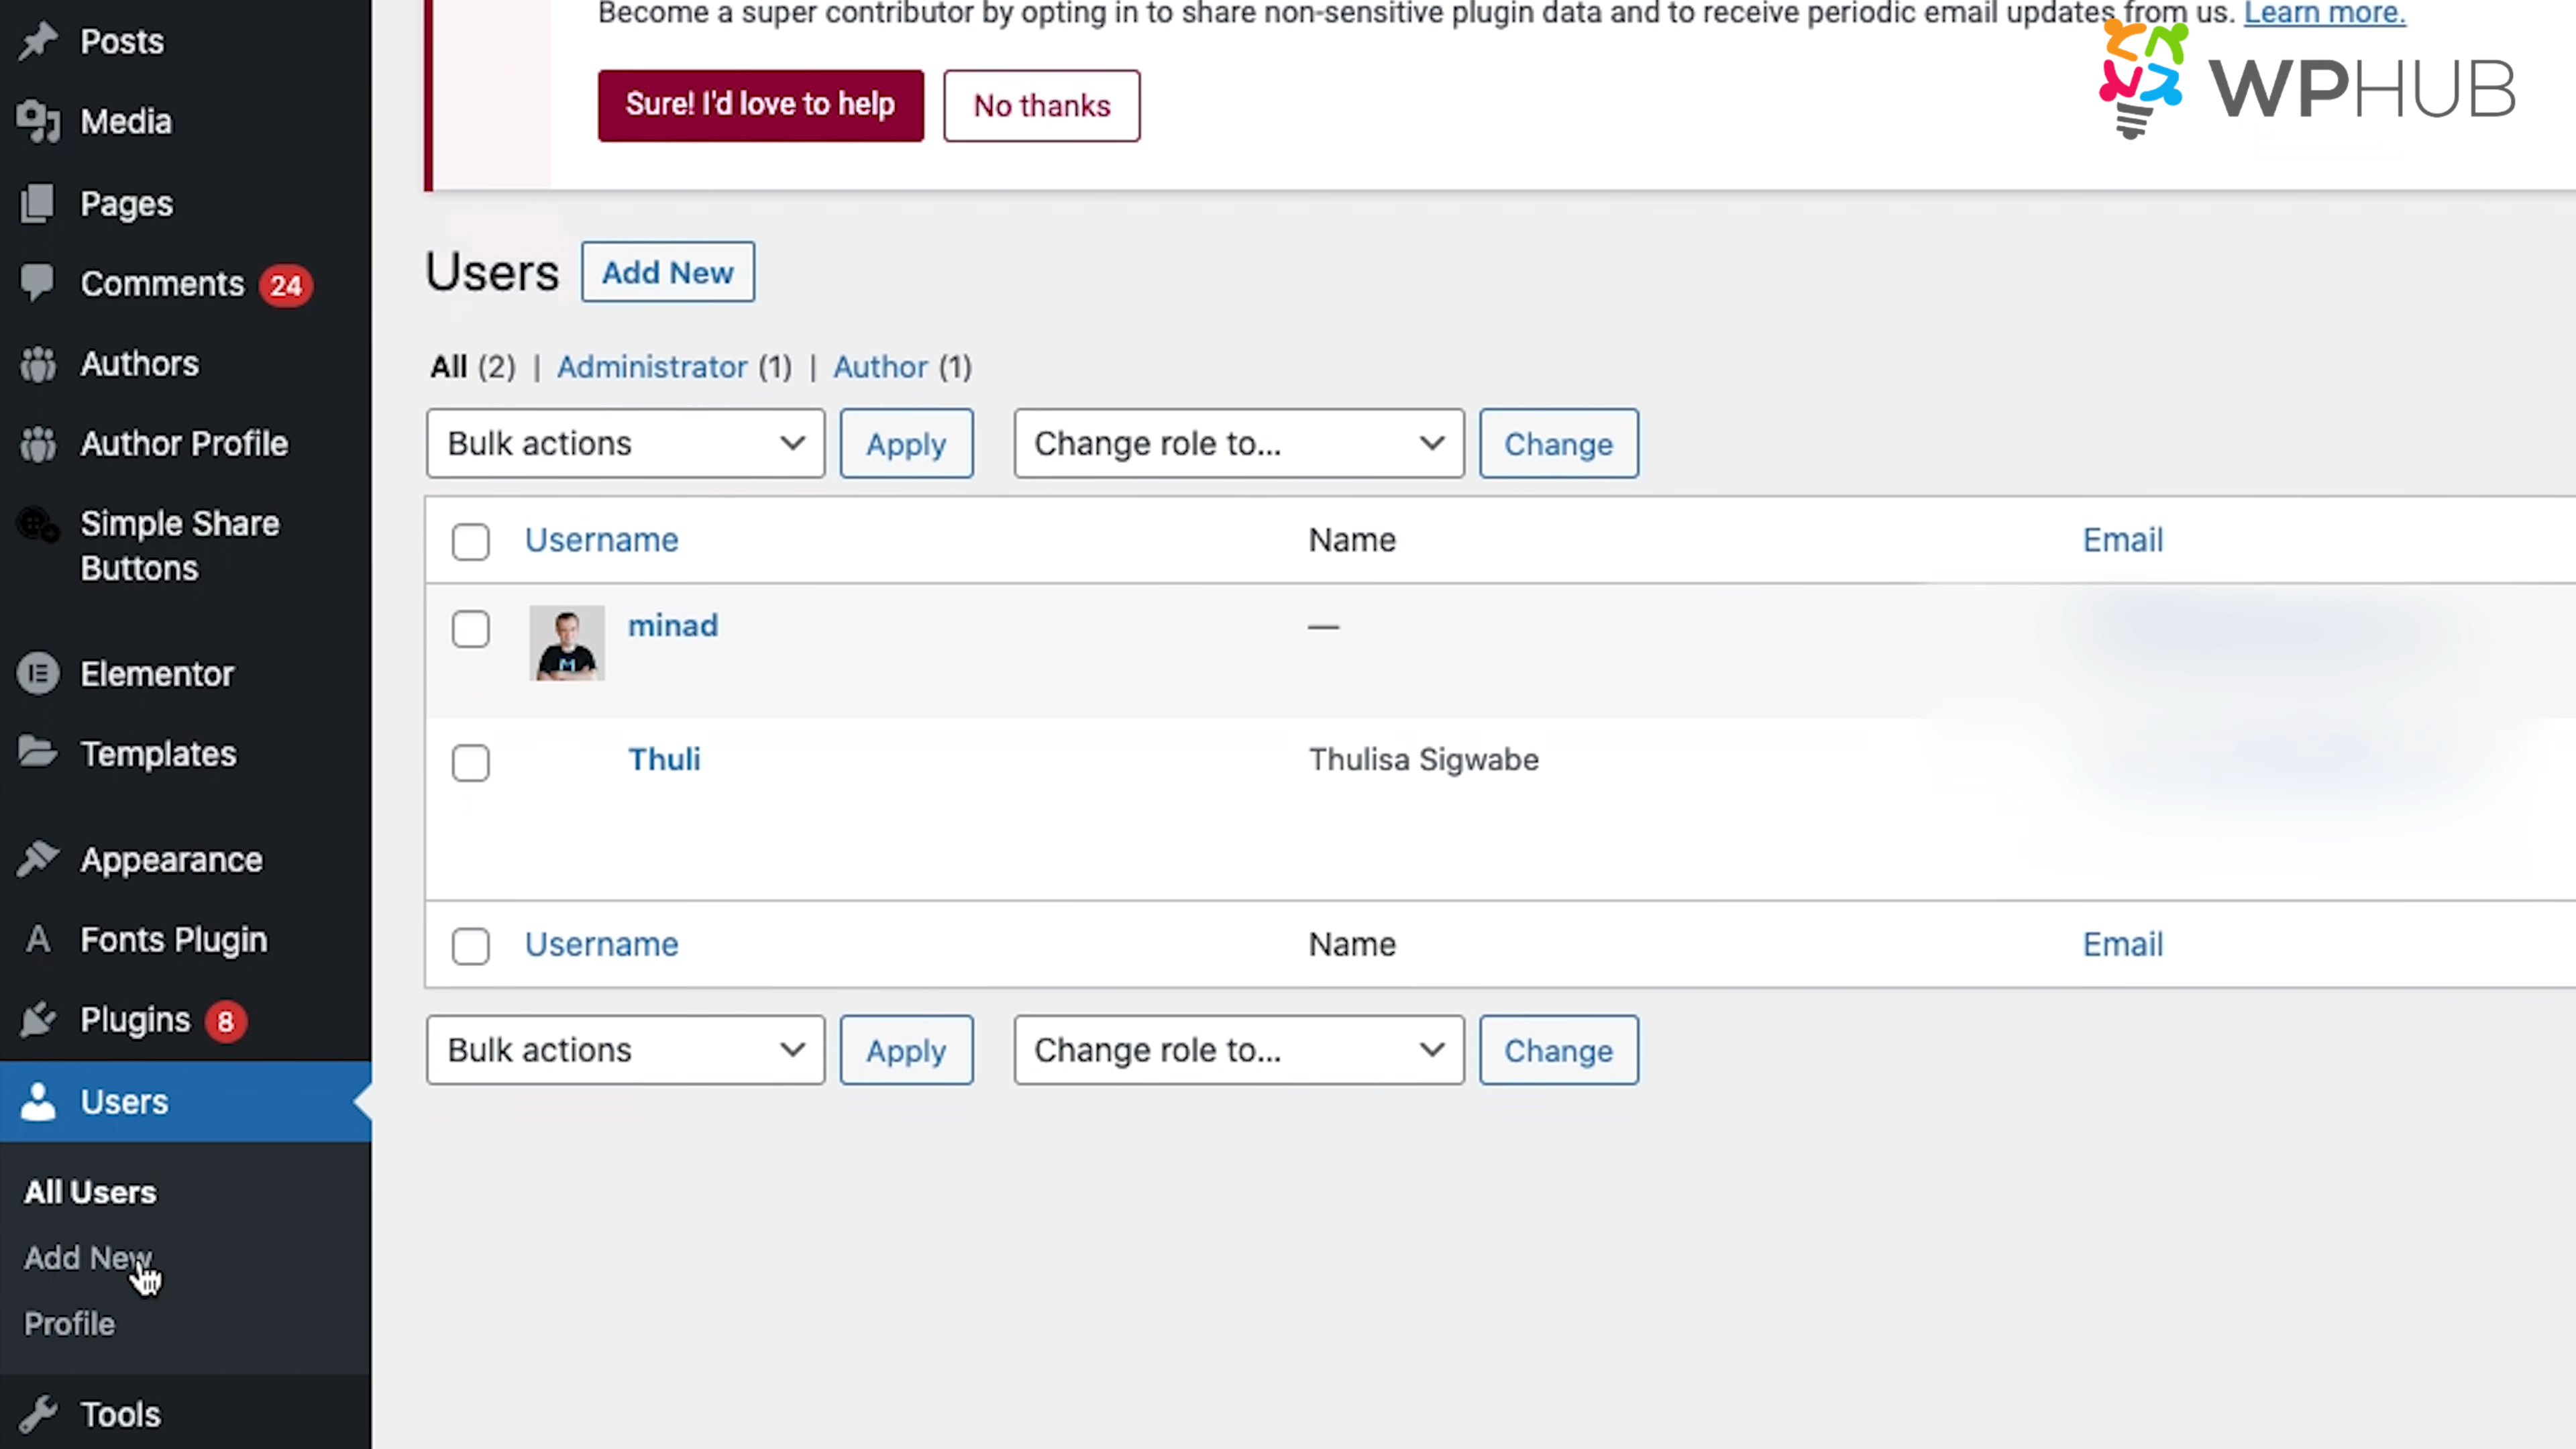 Posts
Media
Pages
Comments 24
Authors
Author Profile
Simple Share
Buttons
Elementor
Templates
Appearance
Fonts Plugin
Plugins 8
Users
All Users
Add New
Profile
Tools
Become a super contributor by opting in to share non-sensitive plugin data and to receive periodic email updates from us. Learn more.
Sure! I'd love to help No thanks
WPHUB
Users Add New
All (2) | Administrator (1) | Author (1)
Bulk actions Apply Change role to... Change
Username Name Email
minad —
Thuli Thulisa Sigwabe
Username Name Email
Bulk actions Apply Change role to... Change